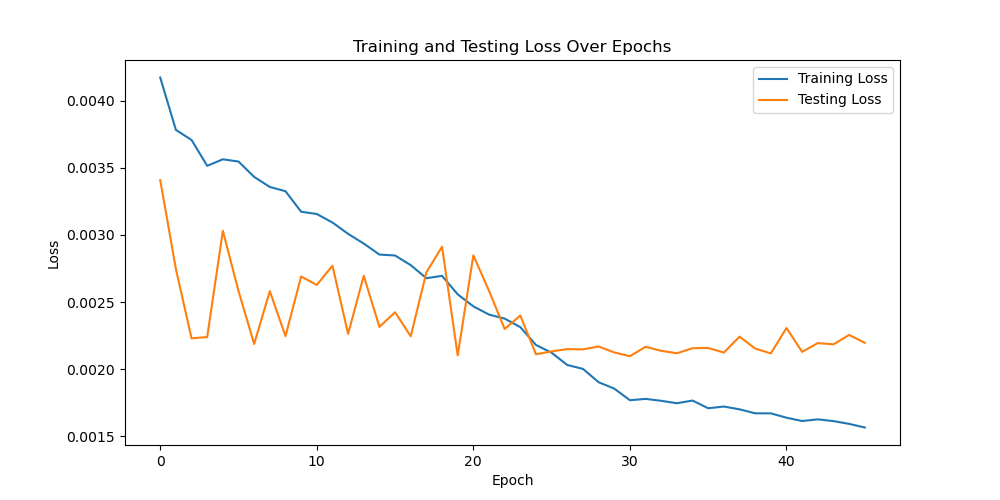 Training and Testing Loss Over Epochs
Training Loss
Testing Loss
0.0040
0.0035
0.0030
0.0025
0.0020
0.0015
Loss
0
10
20
30
40
Epoch